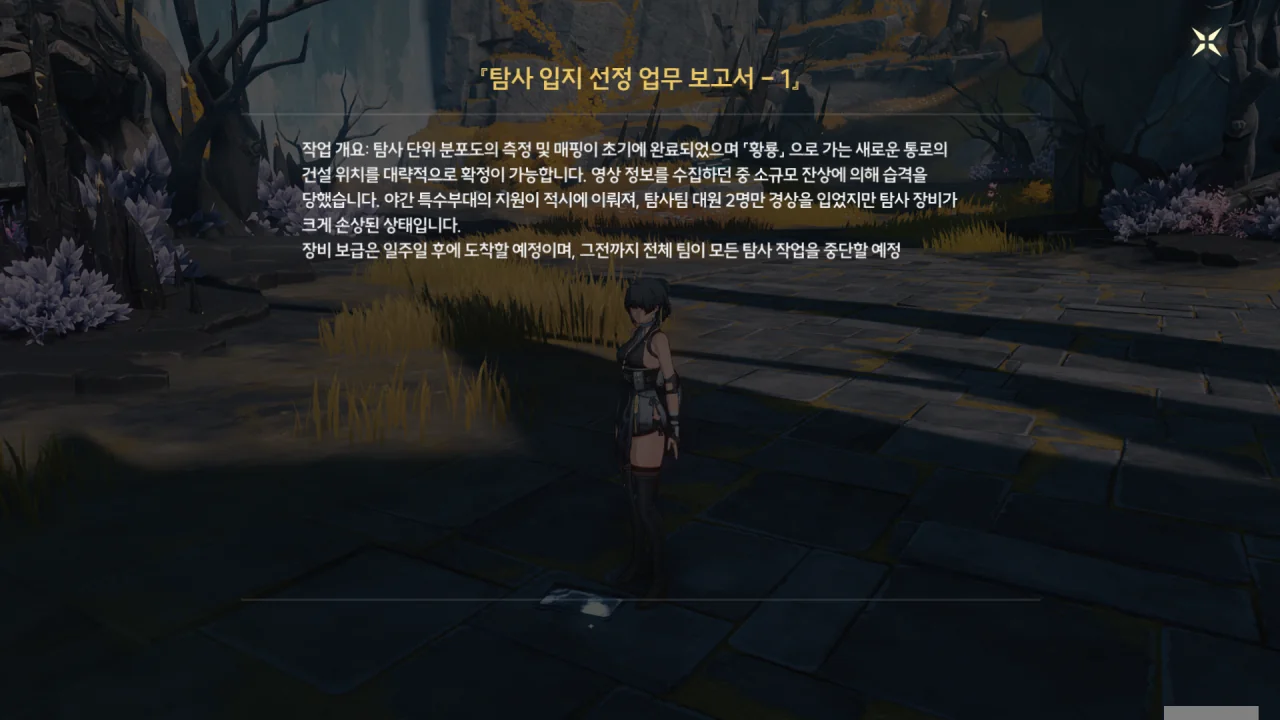 『탐사 입지 선정 업무 보고서 – 1』
작업 개요: 탐사 단위 분포도의 측정 및 매핑이 초기에 완료되었으며 「황룡」 으로 가는 새로운 통로의
건설 위치를 대략적으로 확정이 가능합니다. 영상 정보를 수집하던 중 소규모 잔상에 의해 습격을
당했습니다. 야간 특수부대의 지원이 적시에 이뤄져, 탐사팀 대원 2명만 경상을 입었지만 탐사 장비가
크게 손상된 상태입니다.
장비 보급은 일주일 후에 도착할 예정이며, 그전까지 전체 팀이 모든 탐사 작업을 중단할 예정